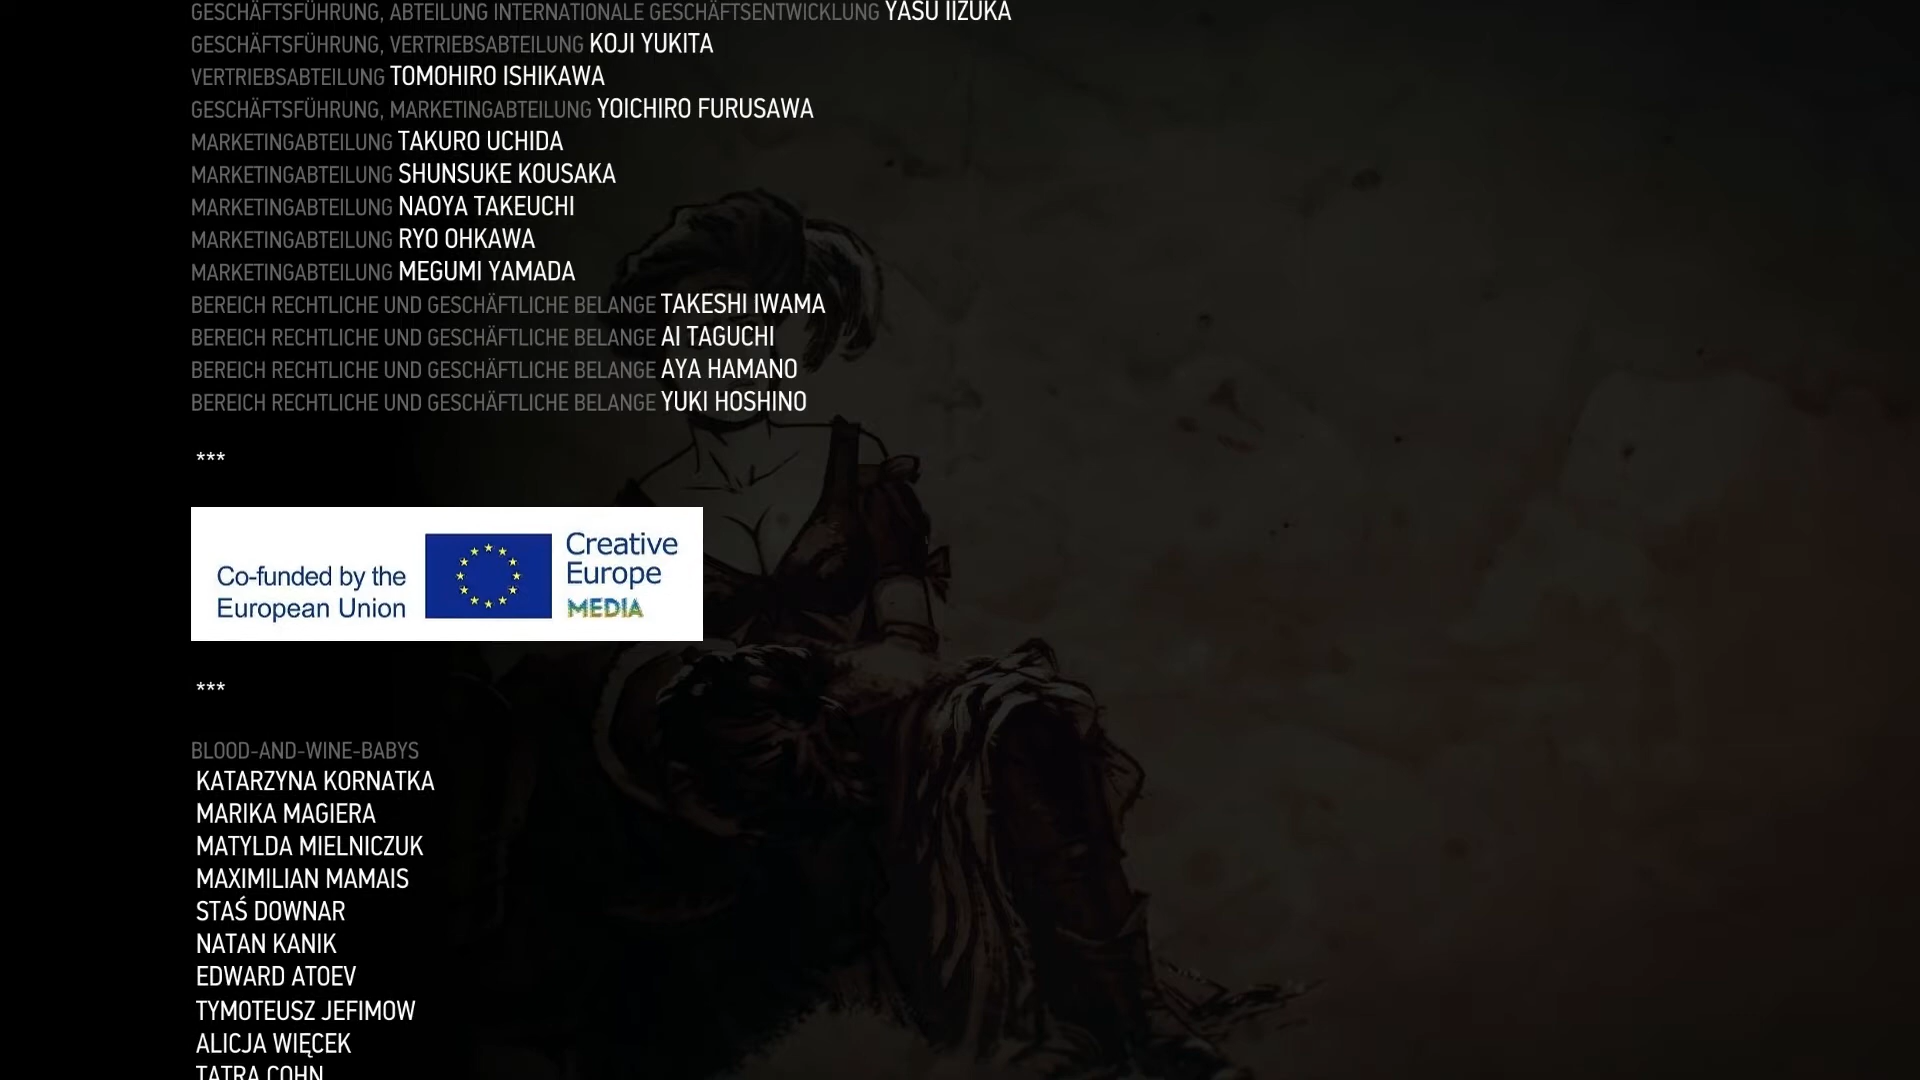 GESCHÄFTSFÜHRUNG, ABTEILUNG INTERNATIONALE GESCHÄFTSENTWICKLUNG YASU IIZUKA
GESCHÄFTSFÜHRUNG, VERTRIEBSABTEILUNG KOJI YUKITA
VERTRIEBSABTEILUNG TOMOHIRO ISHIKAWA
GESCHÄFTSFÜHRUNG, MARKETINGABTEILUNG YOICHIRO FURUSAWA
MARKETINGABTEILUNG TAKURO UCHIDA
MARKETINGABTEILUNG SHUNSUKE KOUSAKA
MARKETINGABTEILUNG NAOYA TAKEUCHI
MARKETINGABTEILUNG RYO OHKAWA
MARKETINGABTEILUNG MEGUMI YAMADA
BEREICH RECHTLICHE UND GESCHÄFTLICHE BELANGE TAKESHI IWAMA
BEREICH RECHTLICHE UND GESCHÄFTLICHE BELANGE AI TAGUCHI
BEREICH RECHTLICHE UND GESCHÄFTLICHE BELANGE AYA HAMANO
BEREICH RECHTLICHE UND GESCHÄFTLICHE BELANGE YUKI HOSHINO
***
Co-funded by the
European Union
Creative
Europe
MEDIA
***
BLOOD-AND-WINE-BABYS
KATARZYNA KORNATKA
MARIKA MAGIERA
MATYLDA MIELNICZUK
MAXIMILIAN MAMAIS
STAŚ DOWNAR
NATAN KANIK
EDWARD ATOEV
TYMOTEUSZ JEFIMOW
ALICJA WIĘCEK
TATRA COHN